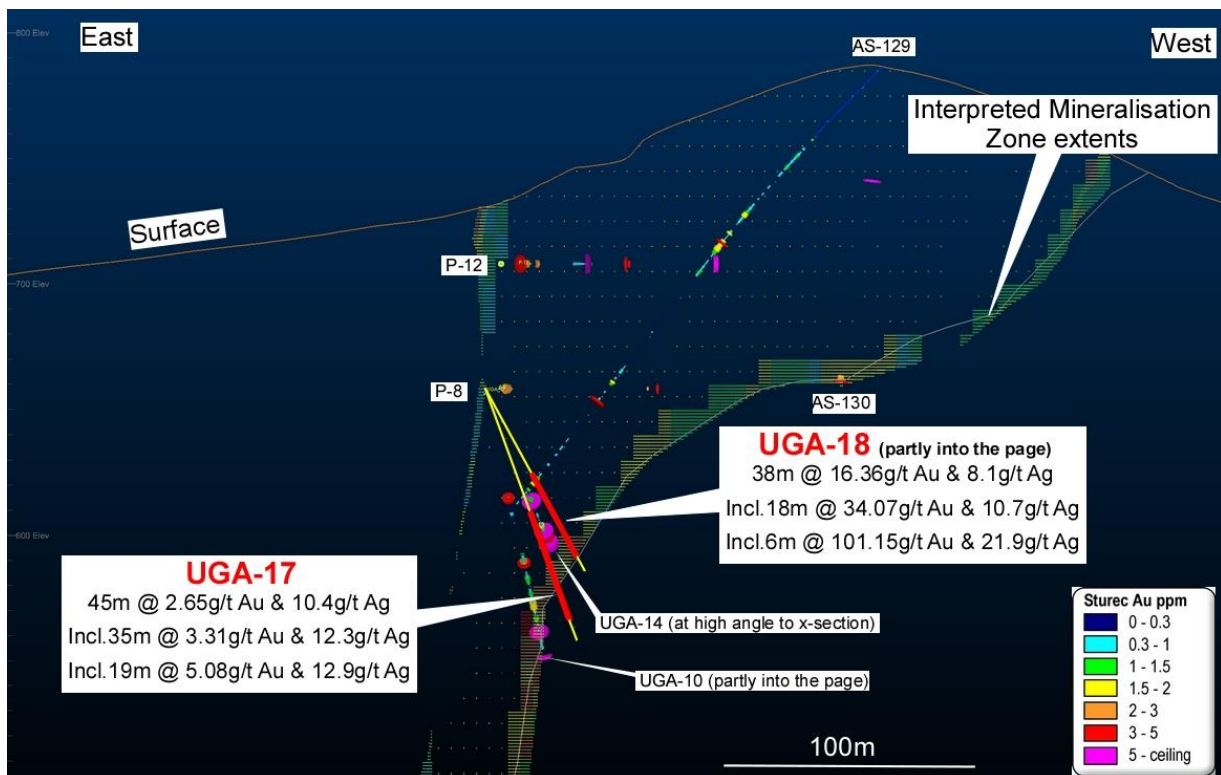 800 Elev
East
AS-129
West
Interpreted Mineralisation
Zone extents
Surface
P-12
700 Elev
P-8
AS-130
UGA-18 (partly into the page)
38m @ 16.36g/t Au & 8.1g/t Ag
Incl.18m @ 34.07g/t Au & 10.7g/t Ag
Incl.6m @ 101.15g/t Au & 21.9g/t Ag
600 Elev
UGA-17
45m @ 2.65g/t Au & 10.4g/t Ag
Incl.35m @ 3.31g/t Au & 12.3g/t Ag
Incl.19m @ 5.08g/t Au & 12.9g/t Ag
UGA-14 (at high angle to x-section)
UGA-10 (partly into the page)
100m
Sturec Au ppm
0 - 0.3
0.3 - 1
1 - 1.5
1.5 - 2
2 - 3
3 - 5
5 - ceiling